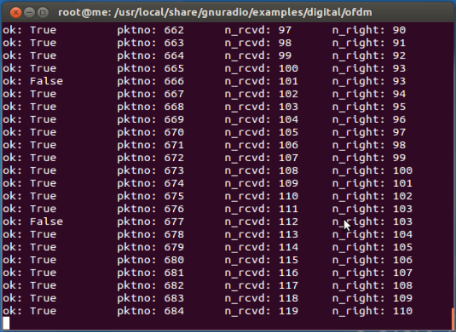 root@me: /usr/local/share/gnuradio/examples/digital/ofdm
ok: True pktno: 662 n_rcvd: 97 n_right: 90
ok: True pktno: 663 n_rcvd: 98 n_right: 91
ok: True pktno: 664 n_rcvd: 99 n_right: 92
ok: True pktno: 665 n_rcvd: 100 n_right: 93
ok: False pktno: 666 n_rcvd: 101 n_right: 93
ok: True pktno: 667 n_rcvd: 102 n_right: 94
ok: True pktno: 668 n_rcvd: 103 n_right: 95
ok: True pktno: 669 n_rcvd: 104 n_right: 96
ok: True pktno: 670 n_rcvd: 105 n_right: 97
ok: True pktno: 671 n_rcvd: 106 n_right: 98
ok: True pktno: 672 n_rcvd: 107 n_right: 99
ok: True pktno: 673 n_rcvd: 108 n_right: 100
ok: True pktno: 674 n_rcvd: 109 n_right: 101
ok: True pktno: 675 n_rcvd: 110 n_right: 102
ok: True pktno: 676 n_rcvd: 111 n_right: 103
ok: False pktno: 677 n_rcvd: 112 n_right: 103
ok: True pktno: 678 n_rcvd: 113 n_right: 104
ok: True pktno: 679 n_rcvd: 114 n_right: 105
ok: True pktno: 680 n_rcvd: 115 n_right: 106
ok: True pktno: 681 n_rcvd: 116 n_right: 107
ok: True pktno: 682 n_rcvd: 117 n_right: 108
ok: True pktno: 683 n_rcvd: 118 n_right: 109
ok: True pktno: 684 n_rcvd: 119 n_right: 110